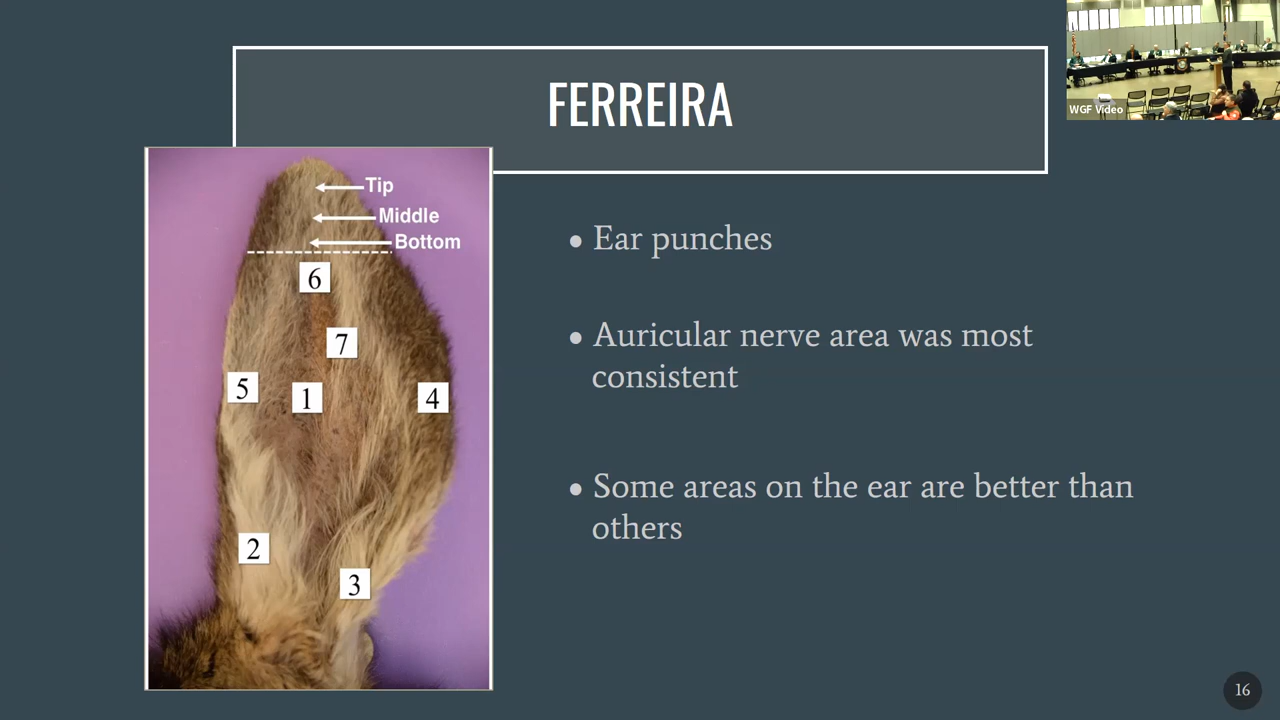 WGF Video
FERREIRA
Tip
Middle
Bottom
6
7
5
1
4
2
3
● Ear punches
● Auricular nerve area was most
consistent
● Some areas on the ear are better than
others
16